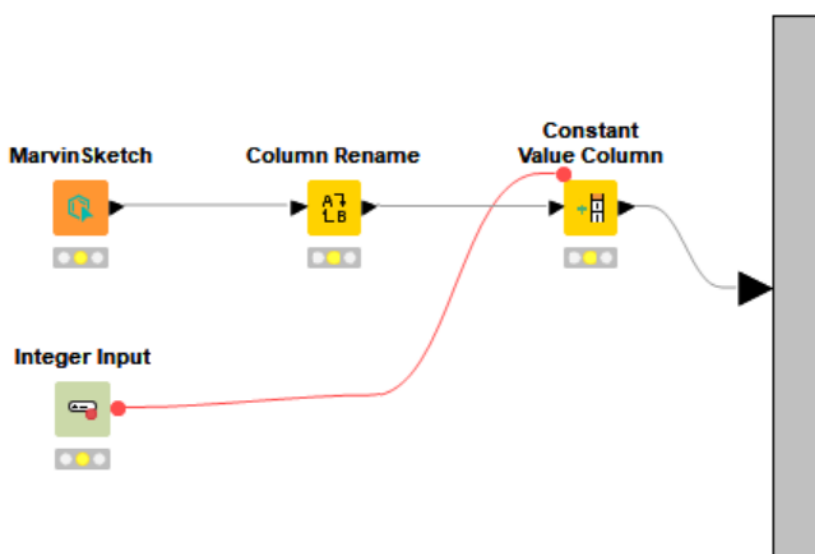 Constant
MarvinSketch
Column Rename
Value Column
A
B
Integer Input